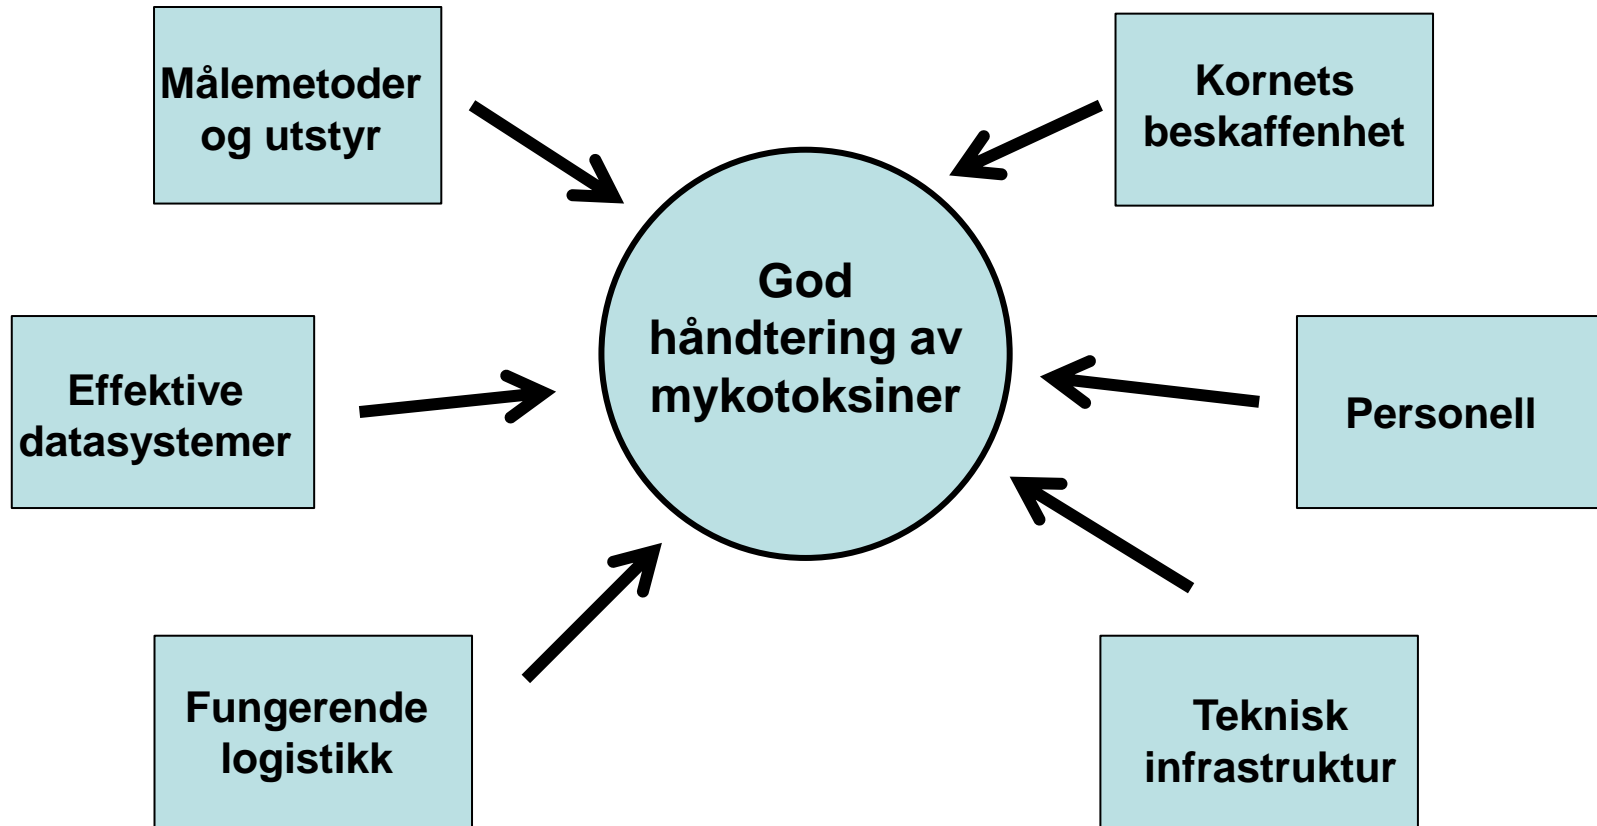 Målemetoder
og utstyr
Kornets
beskaffenhet
God
håndtering av
mykotoksiner
Effektive
datasystemer
Personell
Fungerende
logistikk
Teknisk
infrastruktur